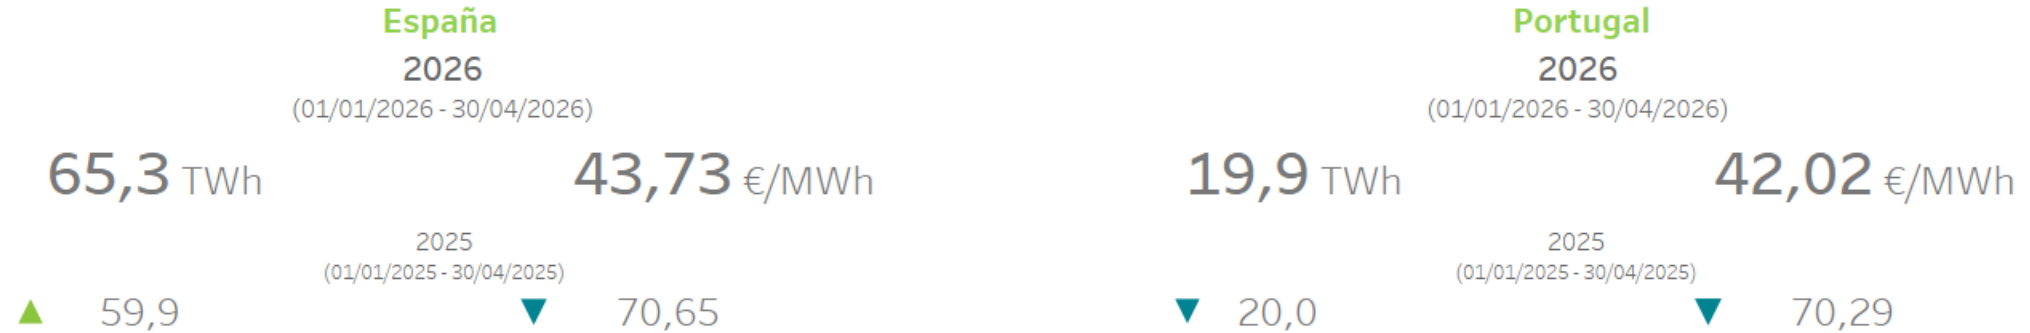 España
2026
(01/01/2026 - 30/04/2026)
65,3 TWh
43,73 €/MWh
2025
(01/01/2025 - 30/04/2025)
59,9
70,65
Portugal
2026
(01/01/2026 - 30/04/2026)
19,9 TWh
42,02 €/MWh
2025
(01/01/2025 - 30/04/2025)
20,0
70,29